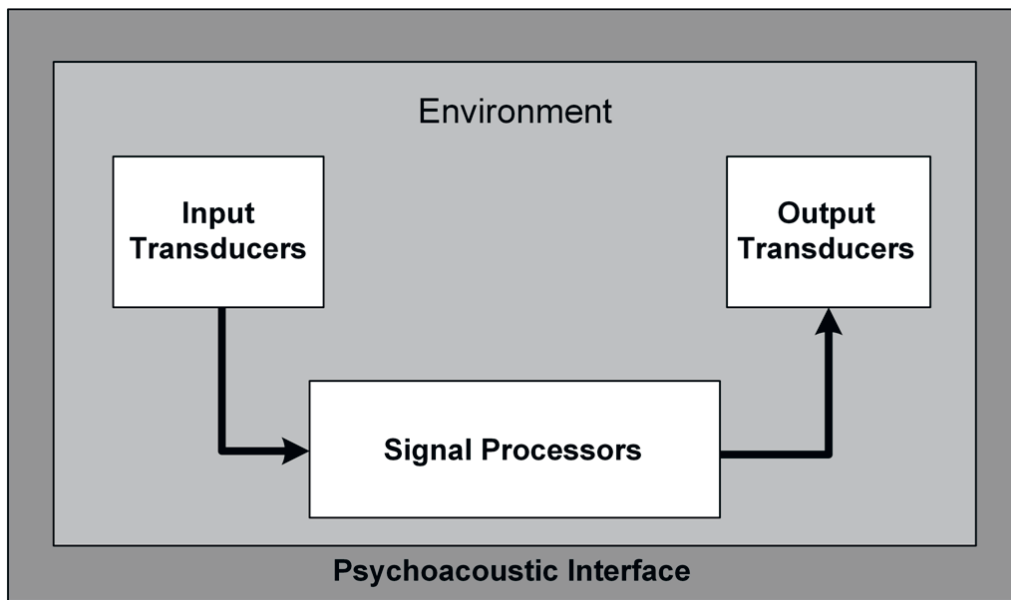 Environment
Input
Transducers
Output
Transducers
Signal Processors
Psychoacoustic Interface